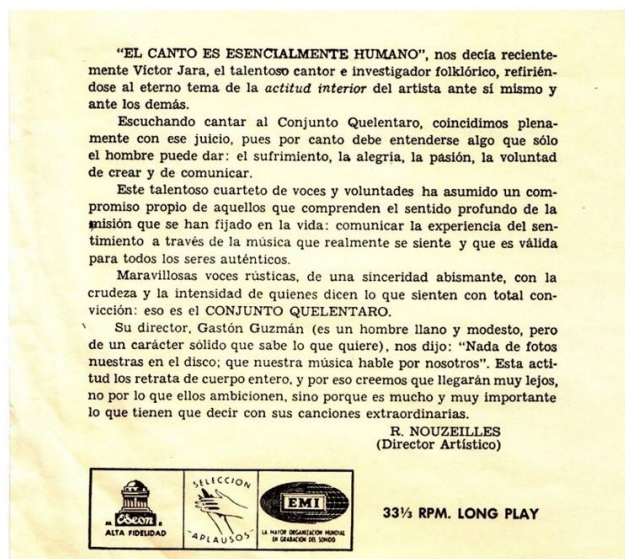 "EL CANTO ES ESENCIALMENTE HUMANO", nos decía reciente-
mente Víctor Jara, el talentoso cantor e investigador folklórico, refirién-
dose al eterno tema de la actitud interior del artista ante sí mismo y
ante los demás.
Escuchando cantar al Conjunto Quelentaro, coincidimos plena-
mente con ese juicio, pues por canto debe entenderse algo que sólo
el hombre puede dar: el sufrimiento, la alegría, la pasión, la voluntad
de crear y de comunicar.
Este talentoso cuarteto de voces y voluntades ha asumido un com-
promiso propio de aquellos que comprenden el sentido profundo de la
misión que se han fijado en la vida: comunicar la experiencia del sen-
timiento a través de la música que realmente se siente y que es válida
para todos los seres auténticos.
Maravillosas voces rústicas, de una sinceridad abismante, con la
crudeza y la intensidad de quienes dicen lo que sienten con total con-
vicción: eso es el CONJUNTO QUELENTARO.
Su director, Gastón Guzmán (es un hombre llano y modesto, pero
de un carácter sólido que sabe lo que quiere), nos dijo: "Nada de fotos
nuestras en el disco; que nuestra música hable por nosotros". Esta acti-
tud los retrata de cuerpo entero, y por eso creemos que llegarán muy lejos,
no por lo que ellos ambicionen, sino porque es mucho y muy importante
lo que tienen que decir con sus canciones extraordinarias.
R. NOUZEILLES
(Director Artístico)
Odeon
ALTA FIDELIDAD
SELECCION
"APLAUSOS"
EMI
LA MAYOR ORGANIZACION MUNDIAL
EN GRABACION DEL SONIDO
33⅓ RPM. LONG PLAY